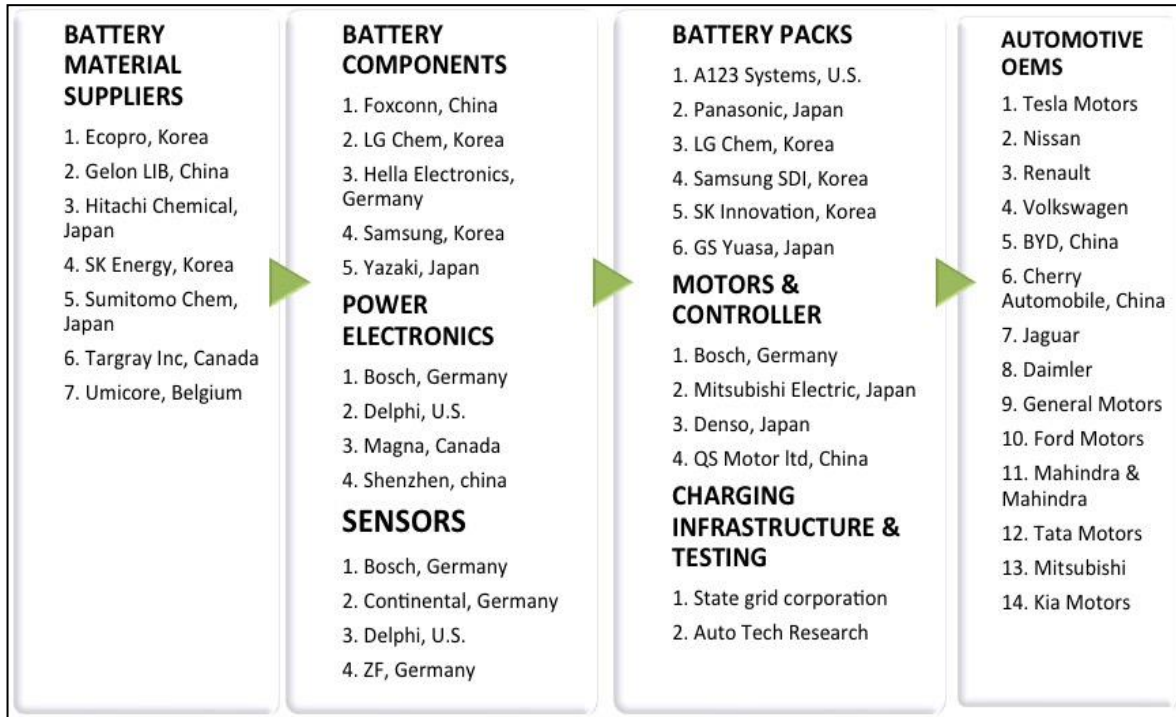 BATTERY
MATERIAL
SUPPLIERS
1. Ecopro, Korea
2. Gelon LIB, China
3. Hitachi Chemical,
Japan
4. SK Energy, Korea
5. Sumitomo Chem,
Japan
6. Targray Inc, Canada
7. Umicore, Belgium
BATTERY
COMPONENTS
1. Foxconn, China
2. LG Chem, Korea
3. Hella Electronics,
Germany
4. Samsung, Korea
5. Yazaki, Japan
POWER
ELECTRONICS
1. Bosch, Germany
2. Delphi, U.S.
3. Magna, Canada
4. Shenzhen, china
SENSORS
1. Bosch, Germany
2. Continental, Germany
3. Delphi, U.S.
4. ZF, Germany
BATTERY PACKS
1. A123 Systems, U.S.
2. Panasonic, Japan
3. LG Chem, Korea
4. Samsung SDI, Korea
5. SK Innovation, Korea
6. GS Yuasa, Japan
MOTORS &
CONTROLLER
1. Bosch, Germany
2. Mitsubishi Electric, Japan
3. Denso, Japan
4. QS Motor ltd, China
CHARGING
INFRASTRUCTURE &
TESTING
1. State grid corporation
2. Auto Tech Research
AUTOMOTIVE
OEMS
1. Tesla Motors
2. Nissan
3. Renault
4. Volkswagen
5. BYD, China
6. Cherry
Automobile, China
7. Jaguar
8. Daimler
9. General Motors
10. Ford Motors
11. Mahindra &
Mahindra
12. Tata Motors
13. Mitsubishi
14. Kia Motors